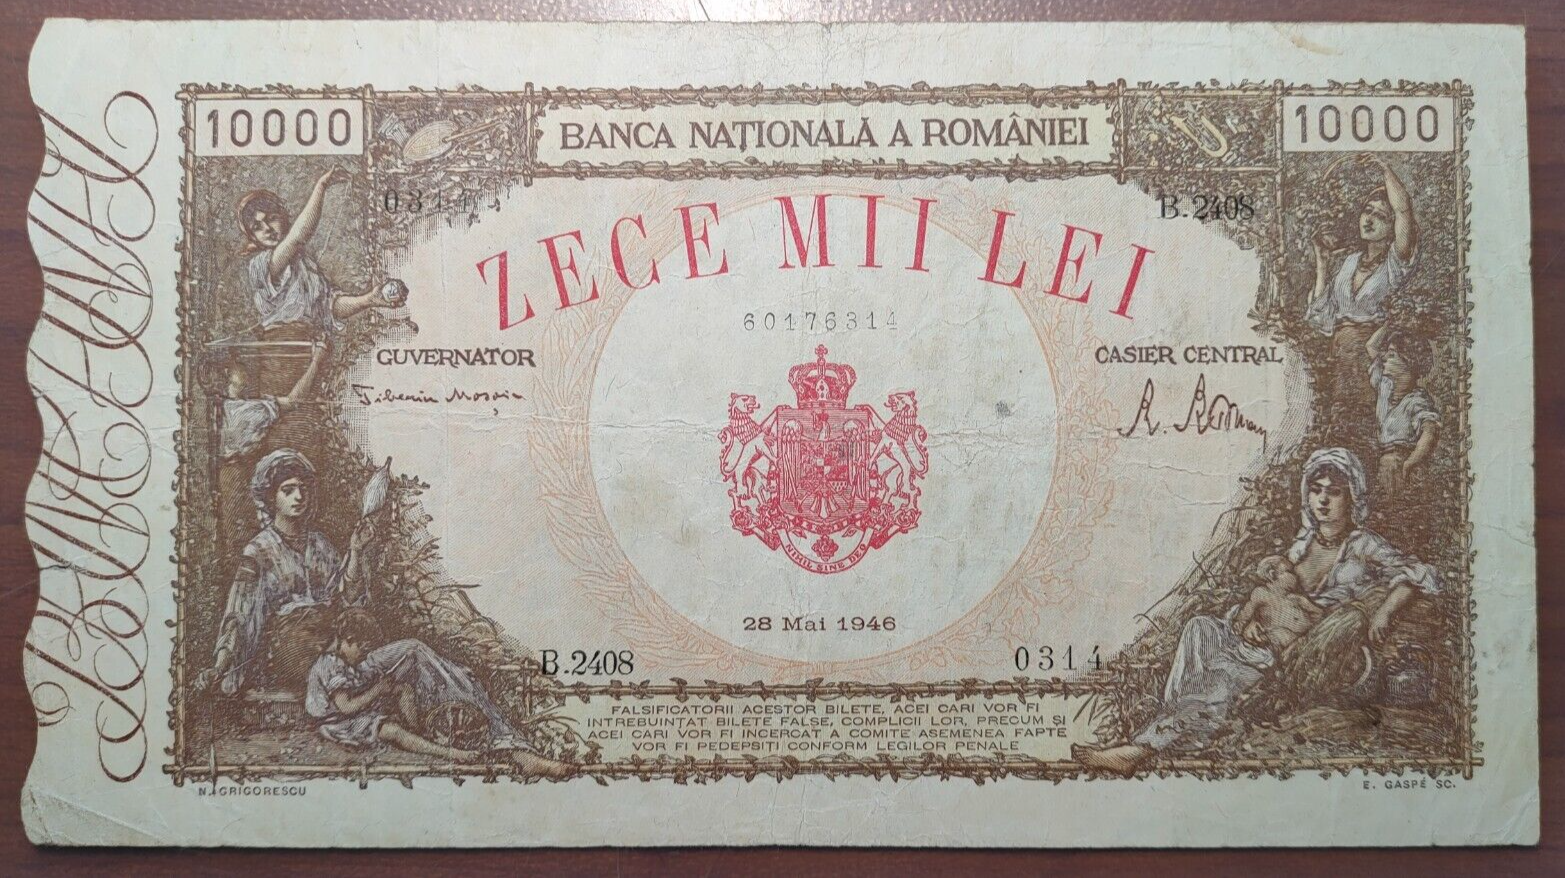 10000
BANCA NAȚIONALĂ A ROMÂNIEI
10000
0314
B.2408
ZECE MII LEI
60176314
GUVERNATOR
CASIER CENTRAL
NIHIL SINE DEO
28 Mai 1946
B.2408
0314
FALSIFICATORII ACESTOR BILETE, ACEI CARI VOR FI
INTREBUINȚAT BILETE FALSE, COMPLICII LOR, PRECUM ȘI
ACEI CARI VOR FI INCERCAT A COMITE ASEMENEA FAPTE
VOR FI PEDEPSIȚI CONFORM LEGILOR PENALE
N. GRIGORESCU
E. GASPÉ SC.